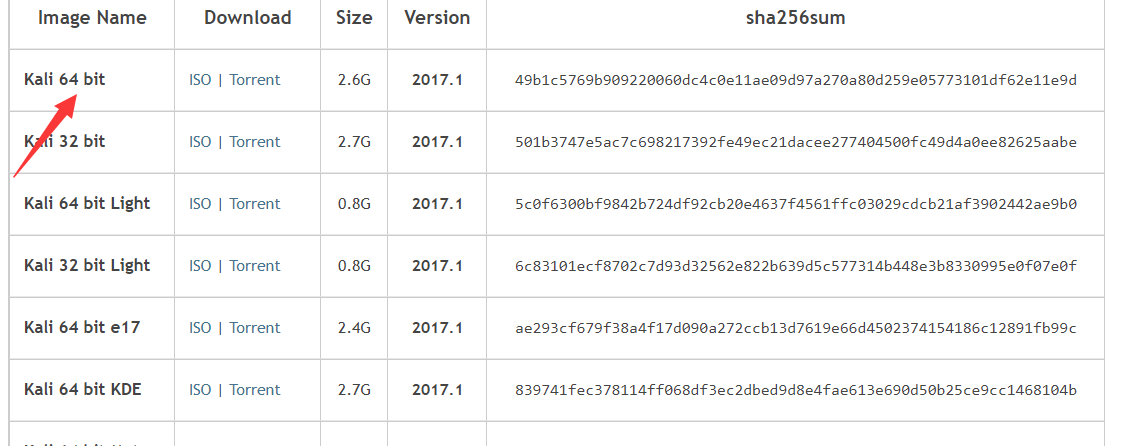 Image Name Download Size Version sha256sum
Kali 64 bit ISO | Torrent 2.6G 2017.1 49b1c5769b909220060dc4c0e11ae09d97a270a80d259e05773101df62e11e9d
Kali 32 bit ISO | Torrent 2.7G 2017.1 501b3747e5ac7c698217392fe49ec21dacee277404500fc49d4a0ee82625aabe
Kali 64 bit Light ISO | Torrent 0.8G 2017.1 5c0f6300bf9842b724df92cb20e4637f4561ffc03029cdcb21af3902442ae9b0
Kali 32 bit Light ISO | Torrent 0.8G 2017.1 6c83101ecf8702c7d93d32562e822b639d5c577314b448e3b8330995e0f07e0f
Kali 64 bit e17 ISO | Torrent 2.4G 2017.1 ae293cf679f38a4f17d090a272ccb13d7619e66d4502374154186c12891fb99c
Kali 64 bit KDE ISO | Torrent 2.7G 2017.1 839741fec378114ff068df3ec2dbed9d8e4fae613e690d50b25ce9cc1468104b